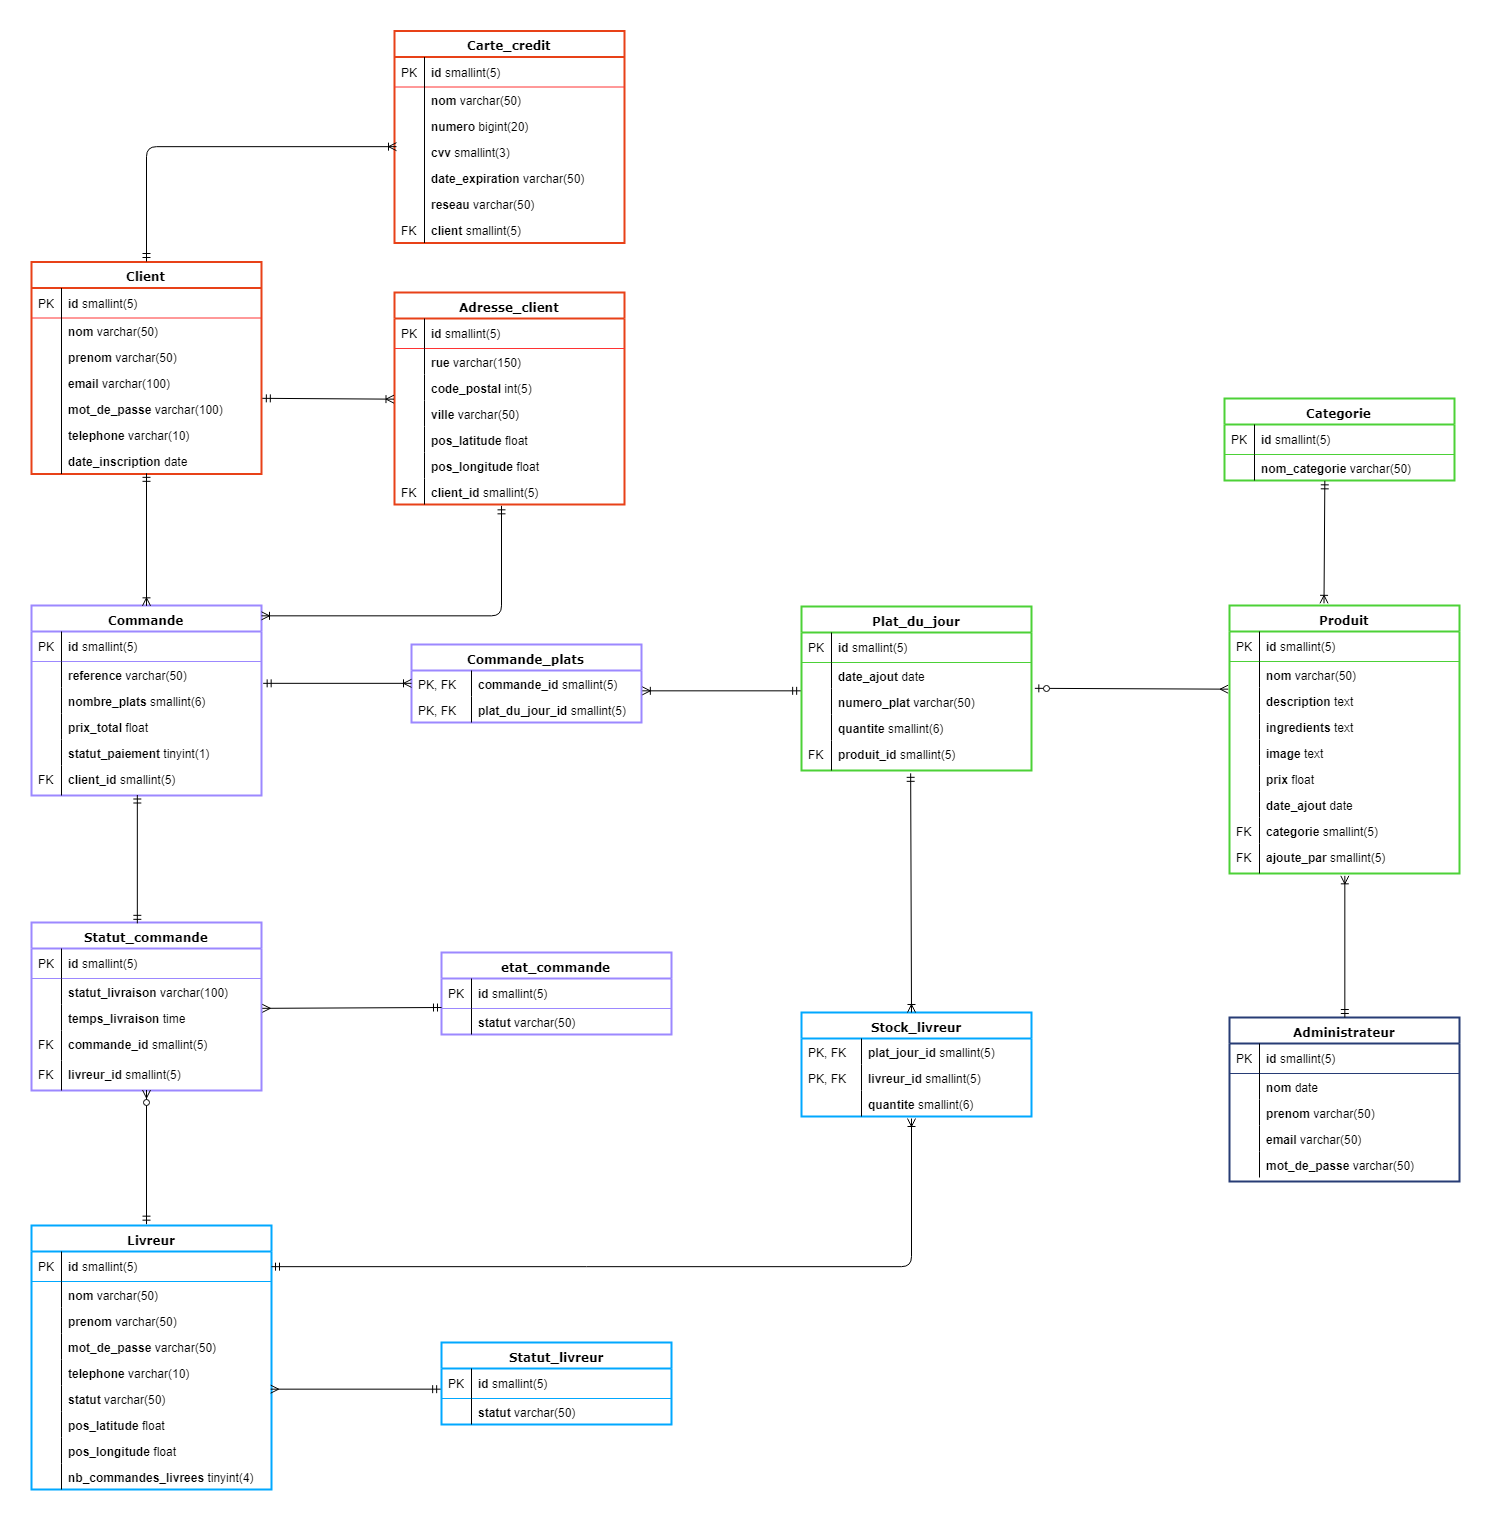 Carte_credit
PK id smallint(5)
nom varchar(50)
numero bigint(20)
cvv smallint(3)
date_expiration varchar(50)
reseau varchar(50)
FK client smallint(5)
Client
PK id smallint(5)
nom varchar(50)
prenom varchar(50)
email varchar(100)
mot_de_passe varchar(100)
telephone varchar(10)
date_inscription date
Adresse_client
PK id smallint(5)
rue varchar(150)
code_postal int(5)
ville varchar(50)
pos_latitude float
pos_longitude float
FK client_id smallint(5)
Categorie
PK id smallint(5)
nom_categorie varchar(50)
Commande
PK id smallint(5)
reference varchar(50)
nombre_plats smallint(6)
prix_total float
statut_paiement tinyint(1)
FK client_id smallint(5)
Commande_plats
PK, FK commande_id smallint(5)
PK, FK plat_du_jour_id smallint(5)
Plat_du_jour
PK id smallint(5)
date_ajout date
numero_plat varchar(50)
quantite smallint(6)
FK produit_id smallint(5)
Produit
PK id smallint(5)
nom varchar(50)
description text
ingredients text
image text
prix float
date_ajout date
FK categorie smallint(5)
FK ajoute_par smallint(5)
Statut_commande
PK id smallint(5)
statut_livraison varchar(100)
temps_livraison time
FK commande_id smallint(5)
FK livreur_id smallint(5)
etat_commande
PK id smallint(5)
statut varchar(50)
Stock_livreur
PK, FK plat_jour_id smallint(5)
PK, FK livreur_id smallint(5)
quantite smallint(6)
Administrateur
PK id smallint(5)
nom date
prenom varchar(50)
email varchar(50)
mot_de_passe varchar(50)
Livreur
PK id smallint(5)
nom varchar(50)
prenom varchar(50)
mot_de_passe varchar(50)
telephone varchar(10)
statut varchar(50)
pos_latitude float
pos_longitude float
nb_commandes_livrees tinyint(4)
Statut_livreur
PK id smallint(5)
statut varchar(50)